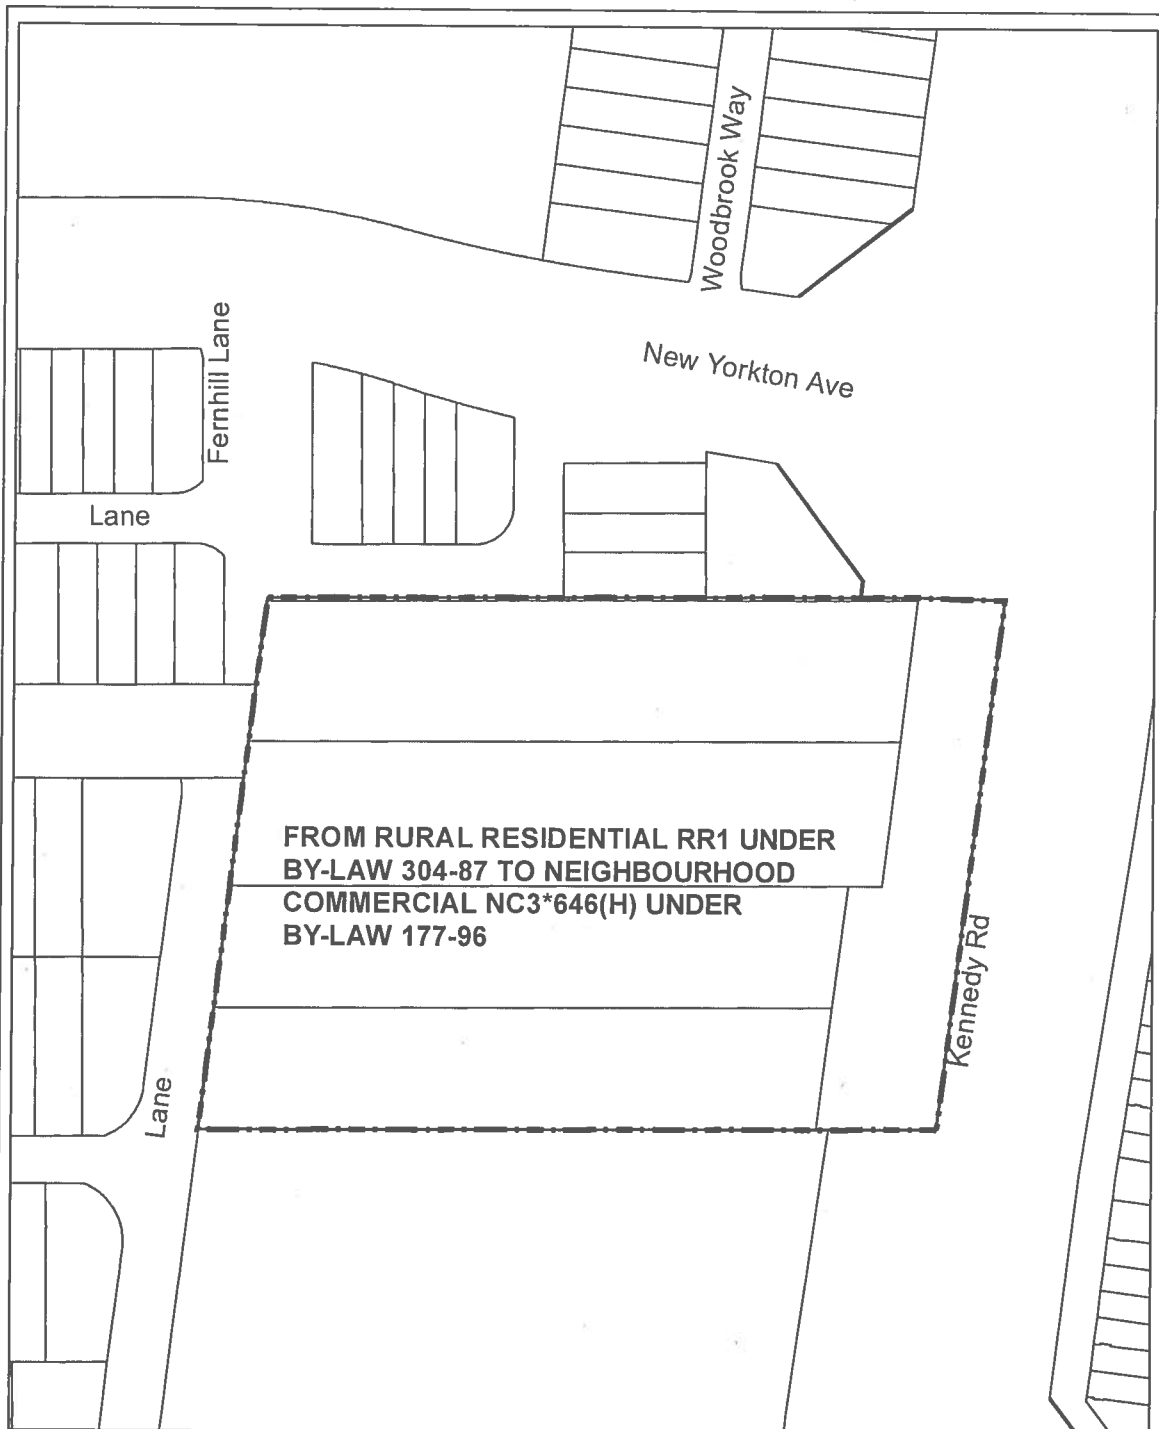 Woodbrook Way
New Yorkton Ave
Fernhill Lane
Lane
FROM RURAL RESIDENTIAL RR1 UNDER
BY-LAW 304-87 TO NEIGHBOURHOOD
COMMERCIAL NC3*646(H) UNDER
BY-LAW 177-96
Kennedy Rd
Lane